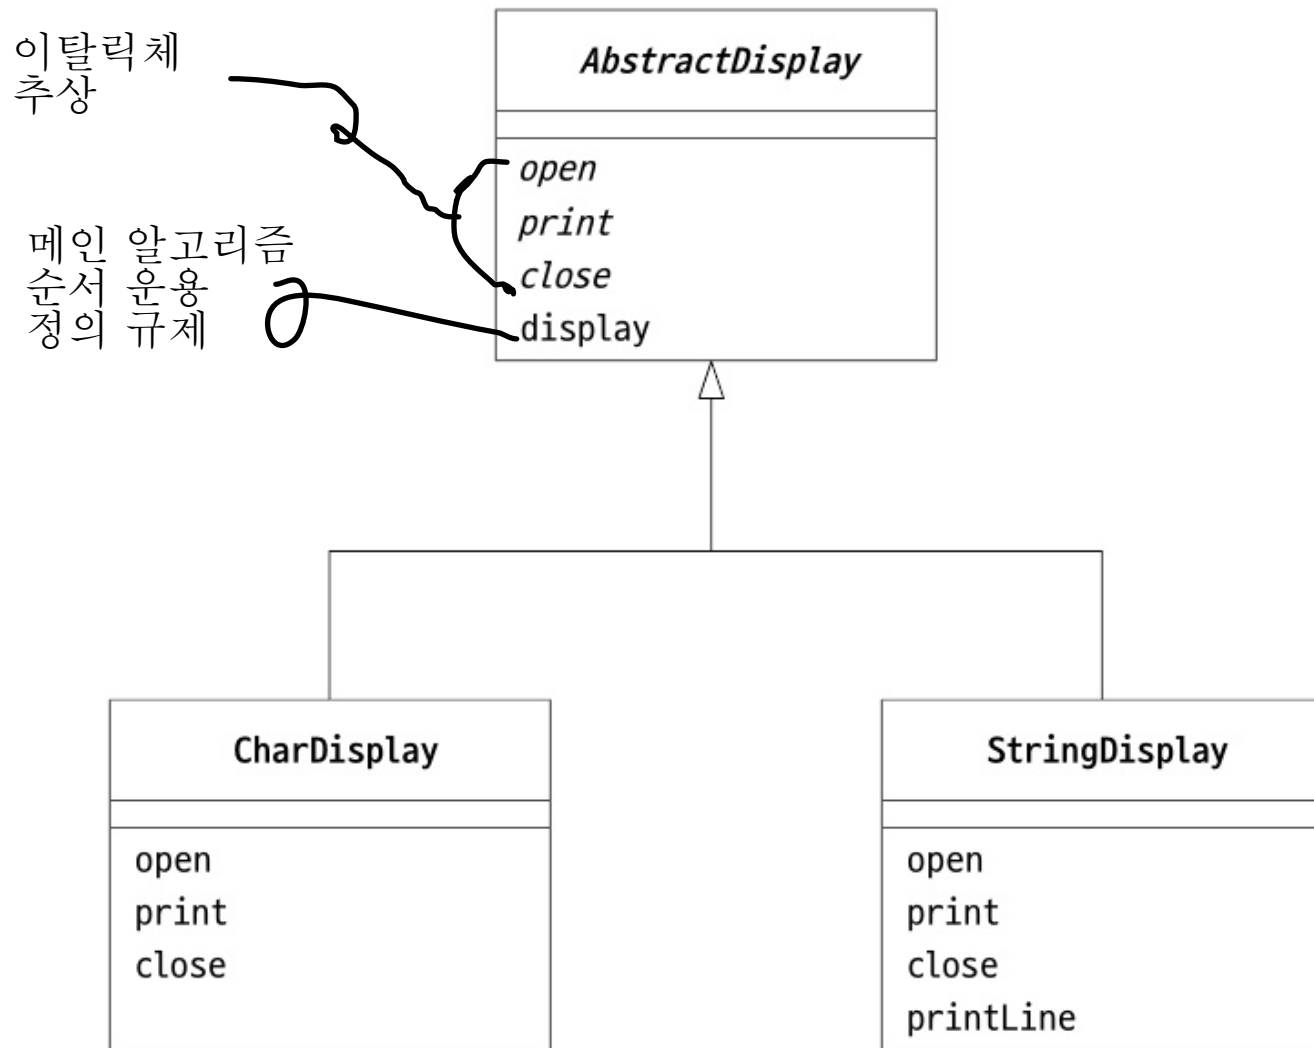 이탈릭체
추상
메인 알고리즘
순서 운용
정의 규제
AbstractDisplay
open
print
close
display
CharDisplay
open
print
close
StringDisplay
open
print
close
printLine